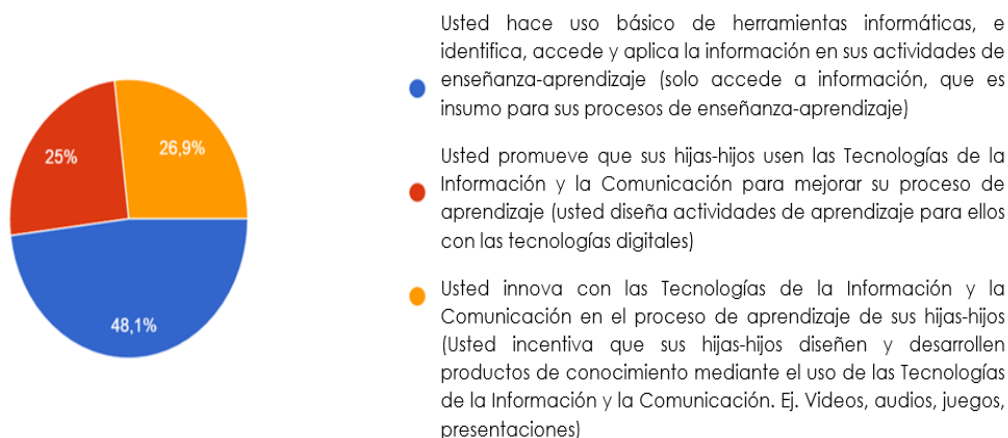 25%
26,9%
48,1%
Usted hace uso básico de herramientas informáticas, e
identifica, accede y aplica la información en sus actividades de
enseñanza-aprendizaje (solo accede a información, que es
insumo para sus procesos de enseñanza-aprendizaje)
Usted promueve que sus hijas-hijos usen las Tecnologías de la
Información y la Comunicación para mejorar su proceso de
aprendizaje (usted diseña actividades de aprendizaje para ellos
con las tecnologías digitales)
Usted innova con las Tecnologías de la Información y la
Comunicación en el proceso de aprendizaje de sus hijas-hijos
(Usted incentiva que sus hijas-hijos diseñen y desarrollen
productos de conocimiento mediante el uso de las Tecnologías
de la Información y la Comunicación. Ej. Videos, audios, juegos,
presentaciones)